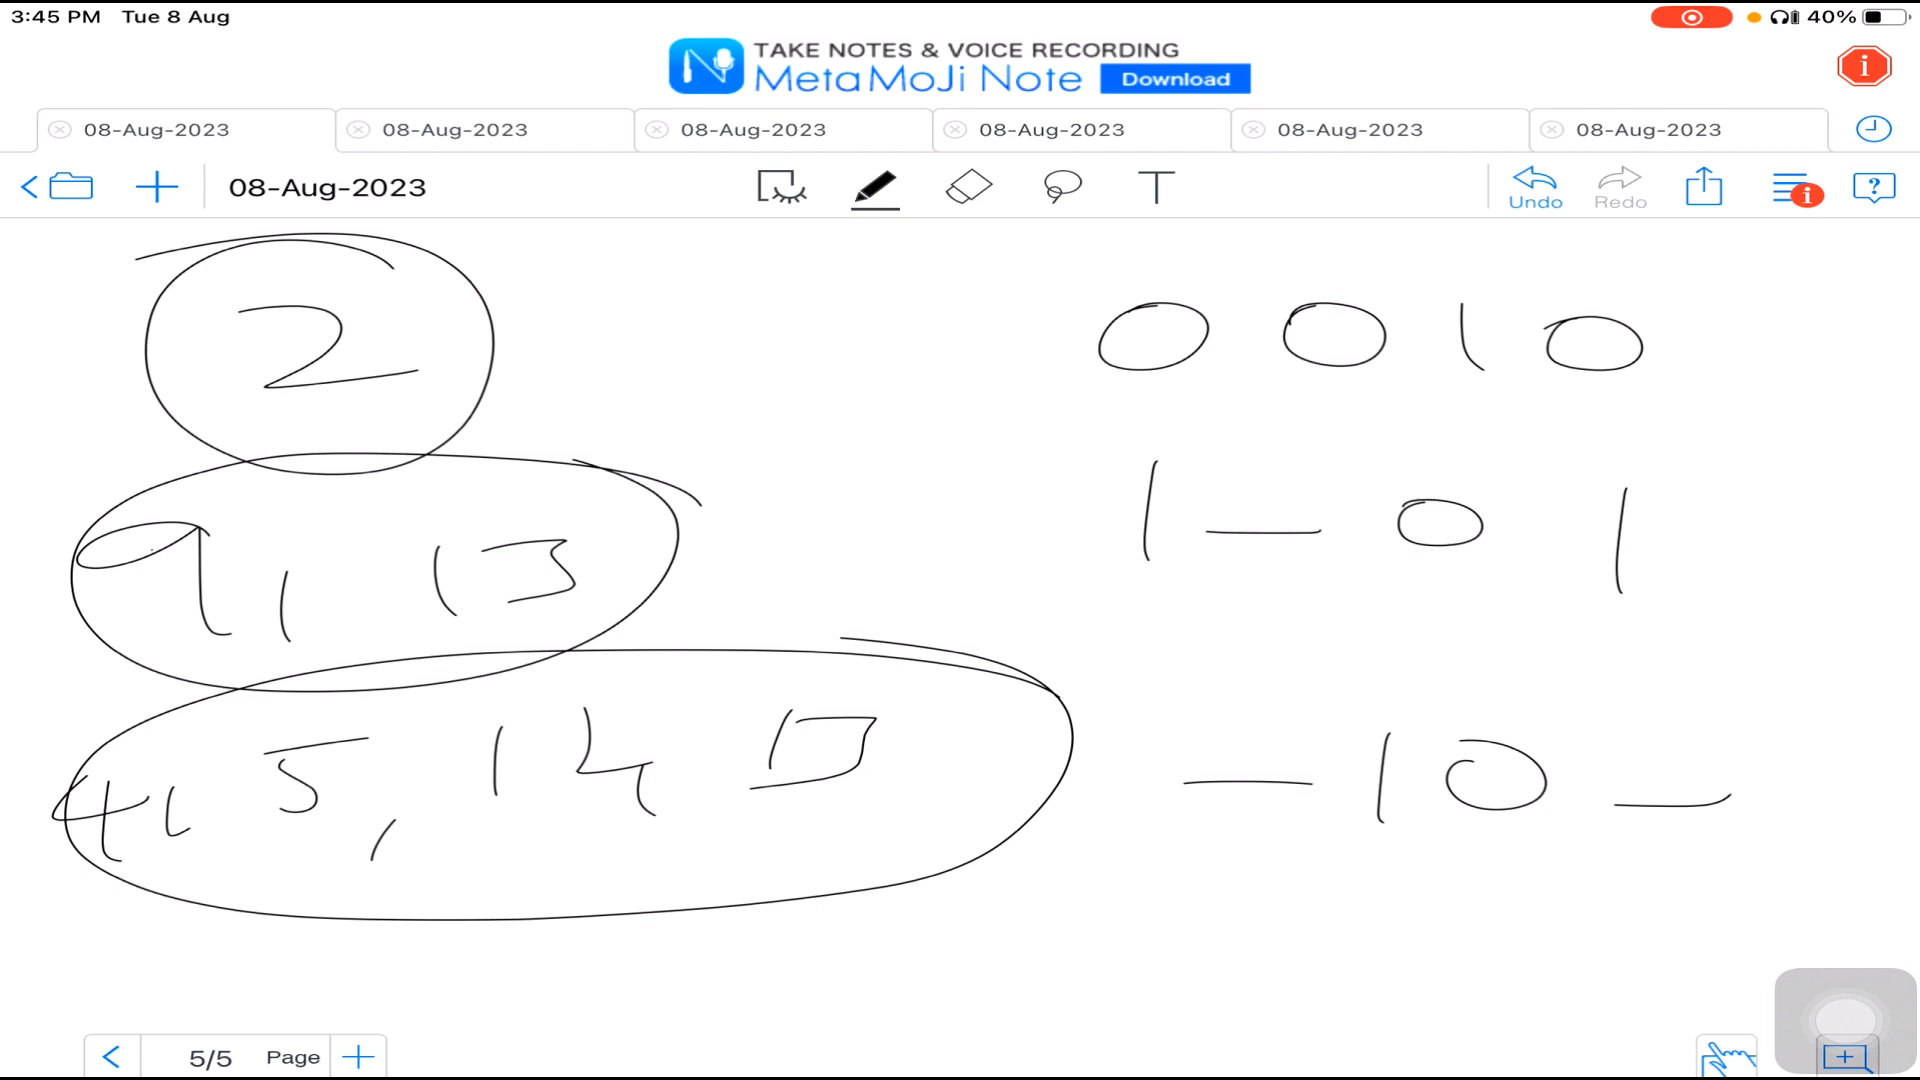 3:45 PM Tue 8 Aug 40%
TAKE NOTES & VOICE RECORDING
MetaMoJi Note Download
08-Aug-2023 08-Aug-2023 08-Aug-2023 08-Aug-2023 08-Aug-2023 08-Aug-2023
08-Aug-2023 T Undo Redo
2 0 0 1 0
9, 13 1 - 0 1
4, 5, 14 - 1 0 -
5/5 Page